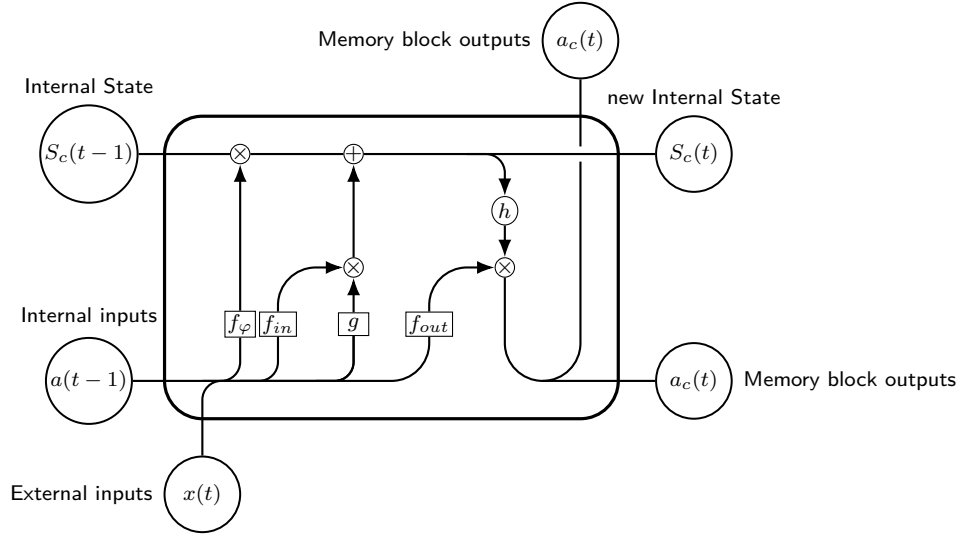 Memory block outputs
a_c(t)
Internal State
new Internal State
S_c(t − 1)
×
+
S_c(t)
h
×
×
Internal inputs
f_φ
f_in
g
f_out
a(t−1)
a_c(t)
Memory block outputs
External inputs
x(t)